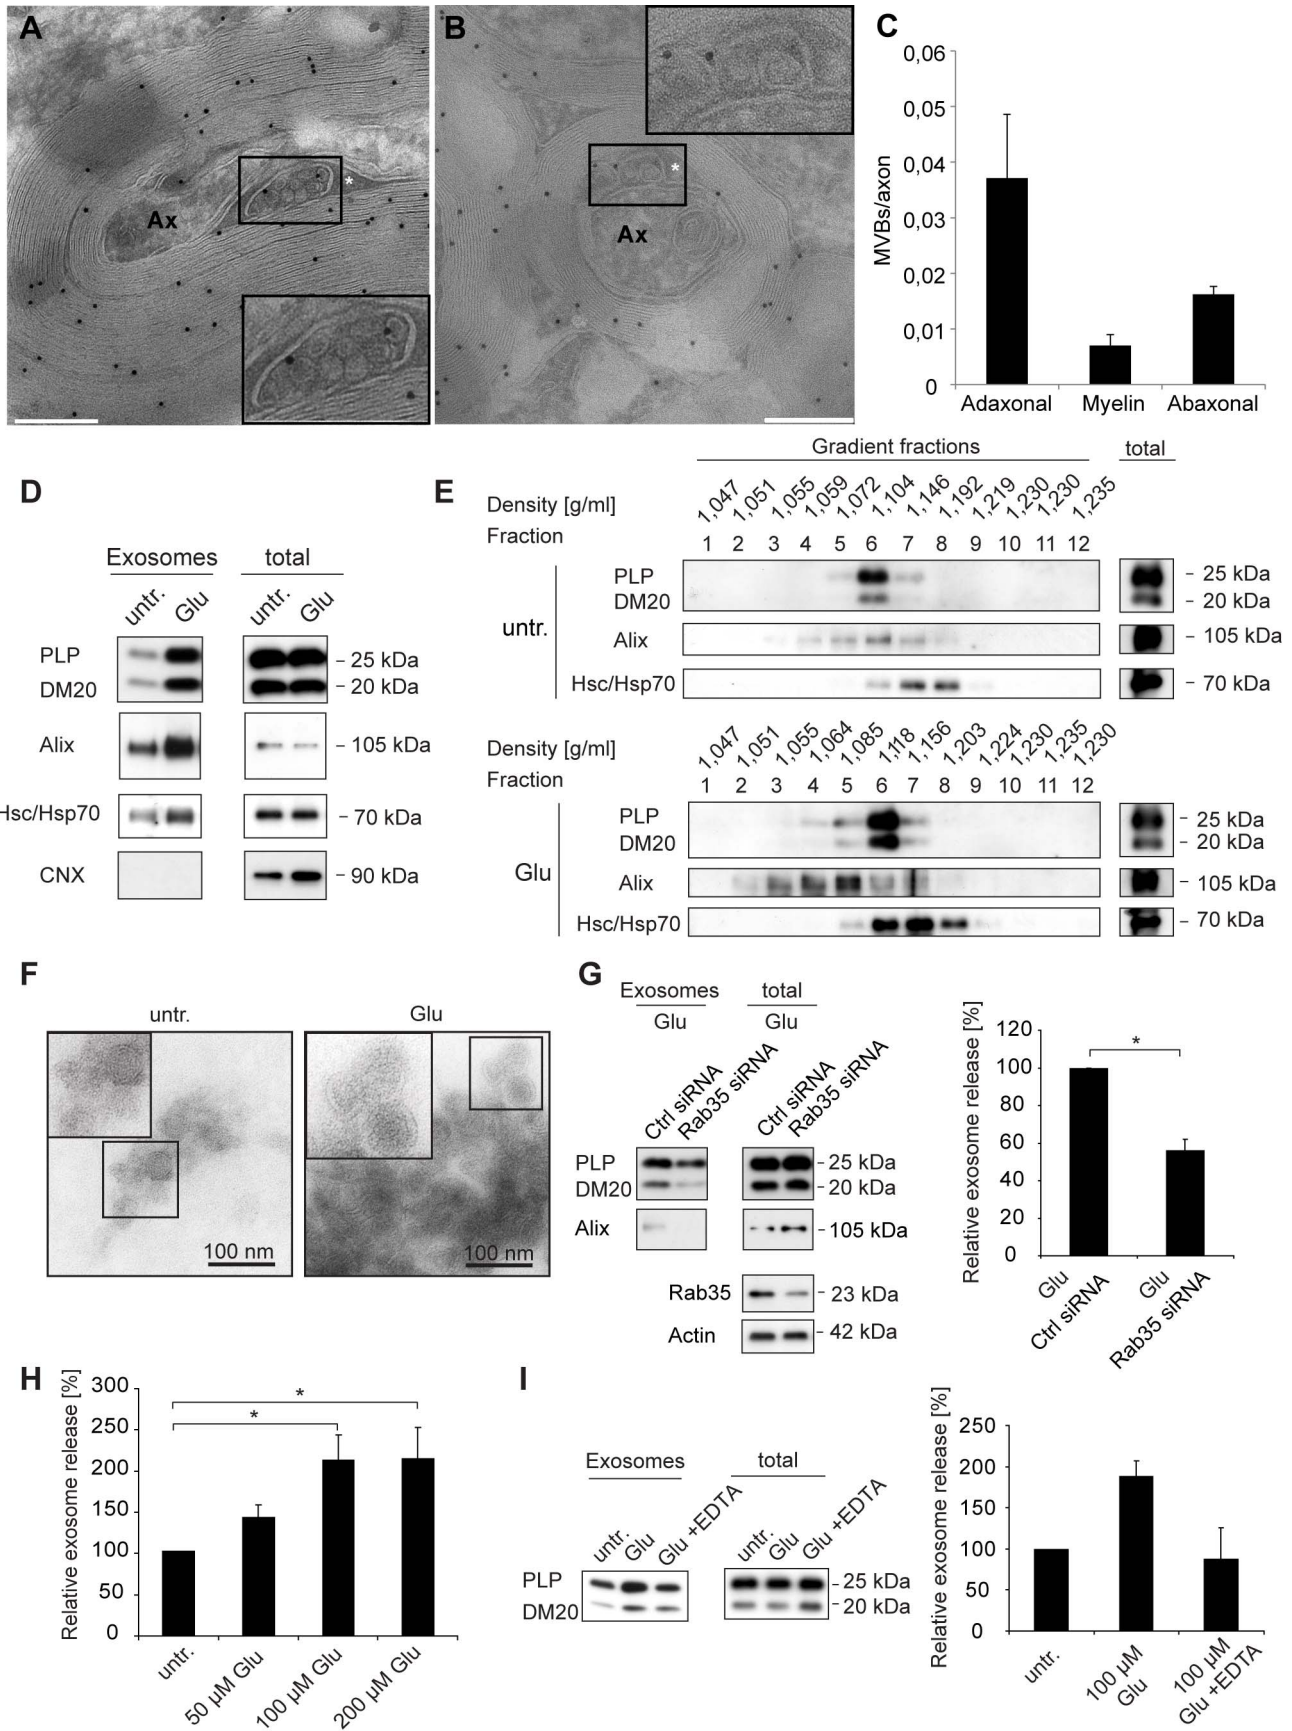 A
Ax
*
B
Ax
*
C
MVBs/axon
0,06
0,05
0,04
0,03
0,02
0,01
0
Adaxonal Myelin Abaxonal
D
Exosomes total
untr. Glu untr. Glu
PLP - 25 kDa
DM20 - 20 kDa
Alix - 105 kDa
Hsc/Hsp70 - 70 kDa
CNX - 90 kDa
E
Gradient fractions total
Density [g/ml] 1,047 1,051 1,055 1,059 1,072 1,104 1,146 1,192 1,219 1,230 1,230 1,235
Fraction 1 2 3 4 5 6 7 8 9 10 11 12
untr.
PLP - 25 kDa
DM20 - 20 kDa
Alix - 105 kDa
Hsc/Hsp70 - 70 kDa
Density [g/ml] 1,047 1,051 1,055 1,064 1,085 1,118 1,156 1,203 1,224 1,230 1,235 1,230
Fraction 1 2 3 4 5 6 7 8 9 10 11 12
Glu
PLP - 25 kDa
DM20 - 20 kDa
Alix - 105 kDa
Hsc/Hsp70 - 70 kDa
F
untr. Glu
100 nm 100 nm
G
Exosomes total
Glu Glu
Ctrl siRNA Rab35 siRNA Ctrl siRNA Rab35 siRNA
PLP - 25 kDa
DM20 - 20 kDa
Alix - 105 kDa
Rab35 - 23 kDa
Actin - 42 kDa
Relative exosome release [%]
120
100
80
60
40
20
0
*
Glu Glu
Ctrl siRNA Rab35 siRNA
H
Relative exosome release [%]
300
250
200
150
100
50
0
*
*
untr. 50 µM Glu 100 µM Glu 200 µM Glu
I
Exosomes total
untr. Glu Glu +EDTA untr. Glu Glu +EDTA
PLP - 25 kDa
DM20 - 20 kDa
Relative exosome release [%]
250
200
150
100
50
0
untr. 100 µM 100 µM
Glu Glu +EDTA